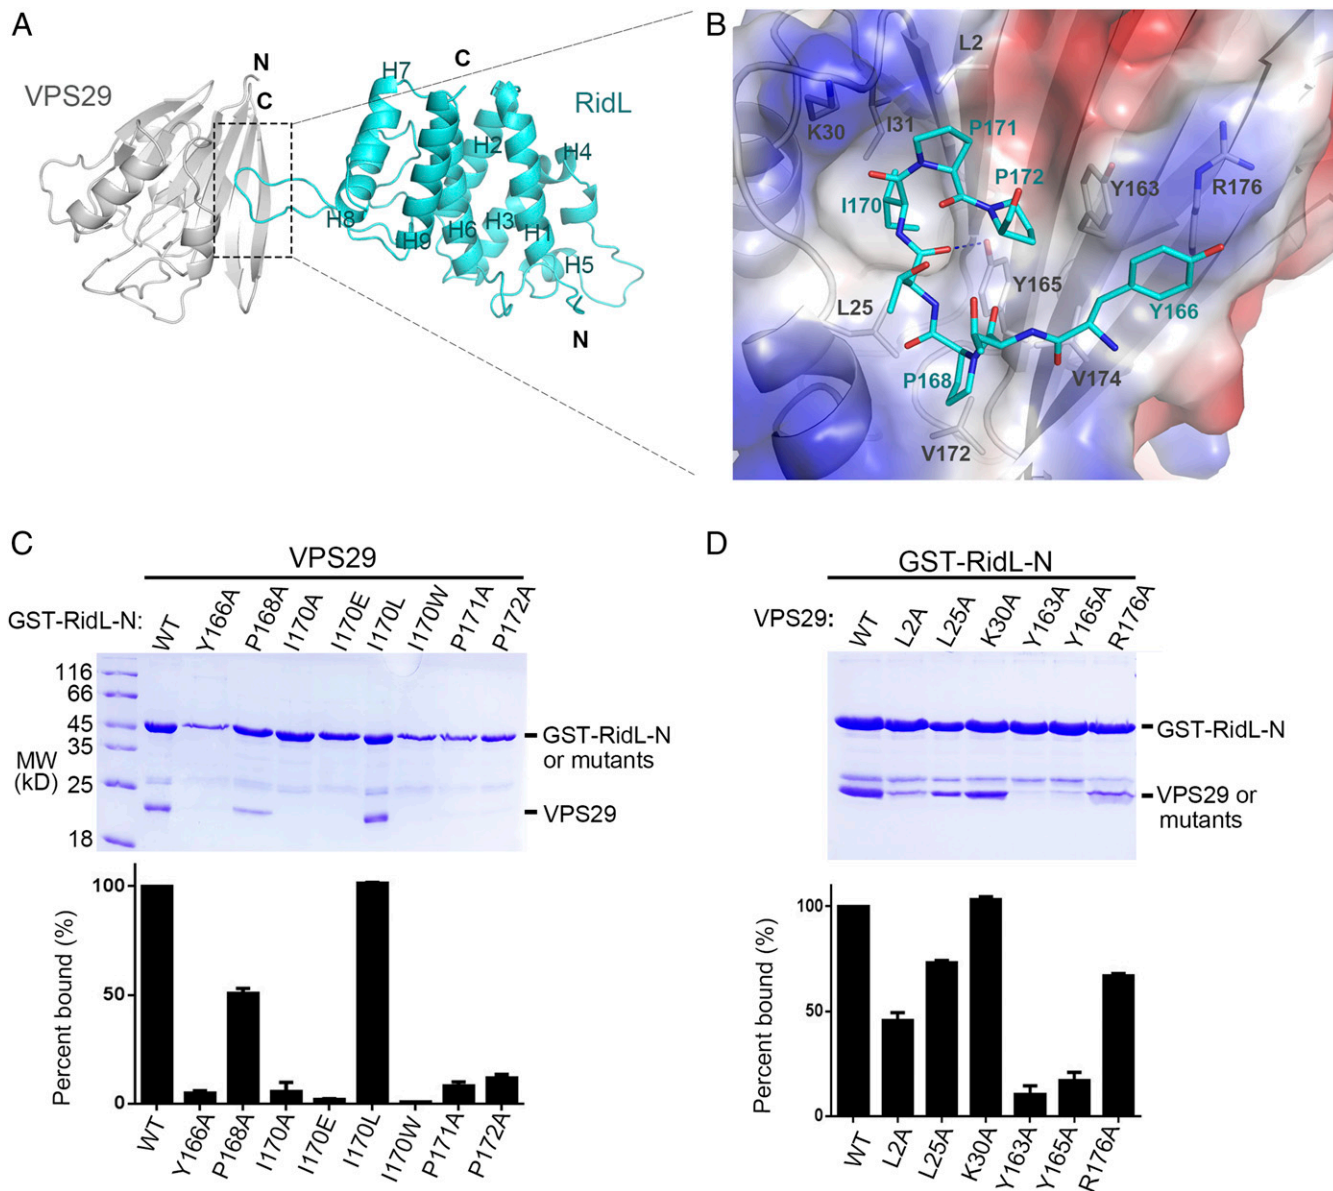 A
VPS29
N
C
H7
C
RidL
H2
H4
H8
H9
H6
H3
H1
H5
N
B
L2
K30
I31
P171
P172
Y163
R176
I170
Y165
L25
Y166
P168
V174
V172
C
VPS29
GST-RidL-N:
WT
Y166A
P168A
I170A
I170E
I170L
I170W
P171A
P172A
116
66
45
35
25
18
MW
(kD)
GST-RidL-N
or mutants
VPS29
Percent bound (%)
100
50
0
WT
Y166A
P168A
I170A
I170E
I170L
I170W
P171A
P172A
D
GST-RidL-N
VPS29:
WT
L2A
L25A
K30A
Y163A
Y165A
R176A
GST-RidL-N
VPS29 or
mutants
Percent bound (%)
100
50
0
WT
L2A
L25A
K30A
Y163A
Y165A
R176A